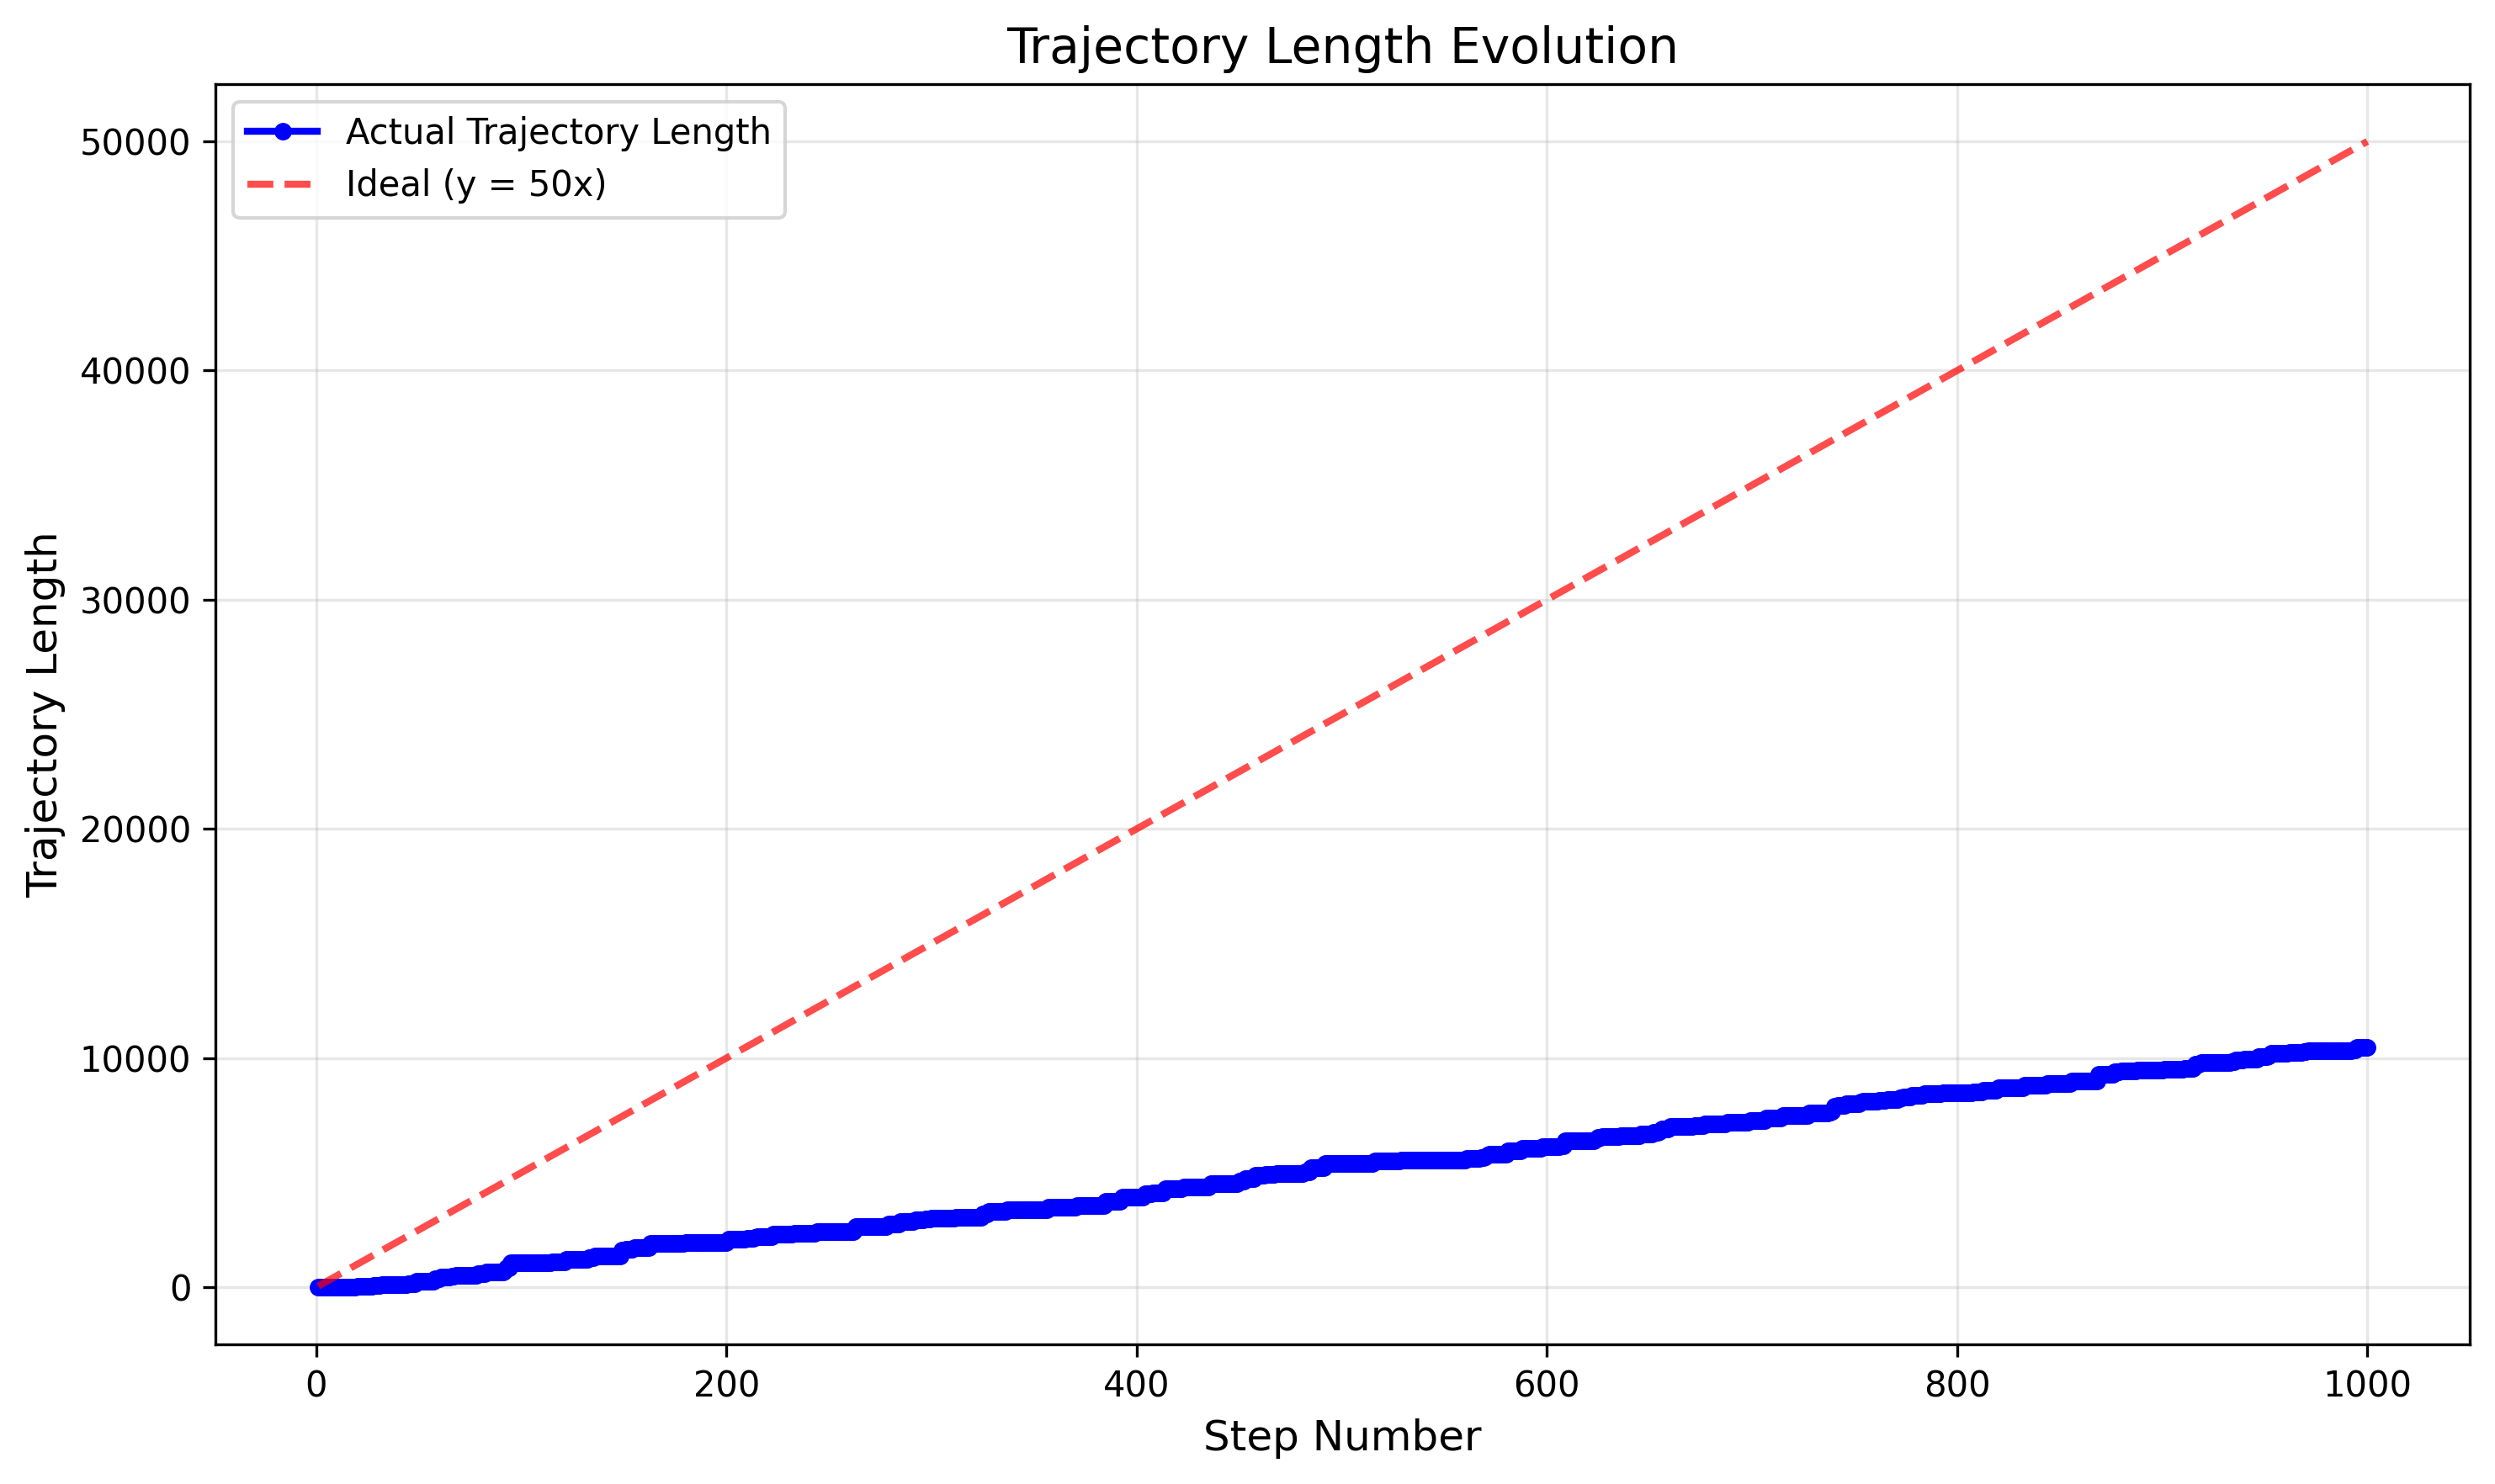 Trajectory Length Evolution
Actual Trajectory Length
Ideal (y = 50x)
50000
40000
30000
20000
10000
0
Trajectory Length
0 200 400 600 800 1000
Step Number